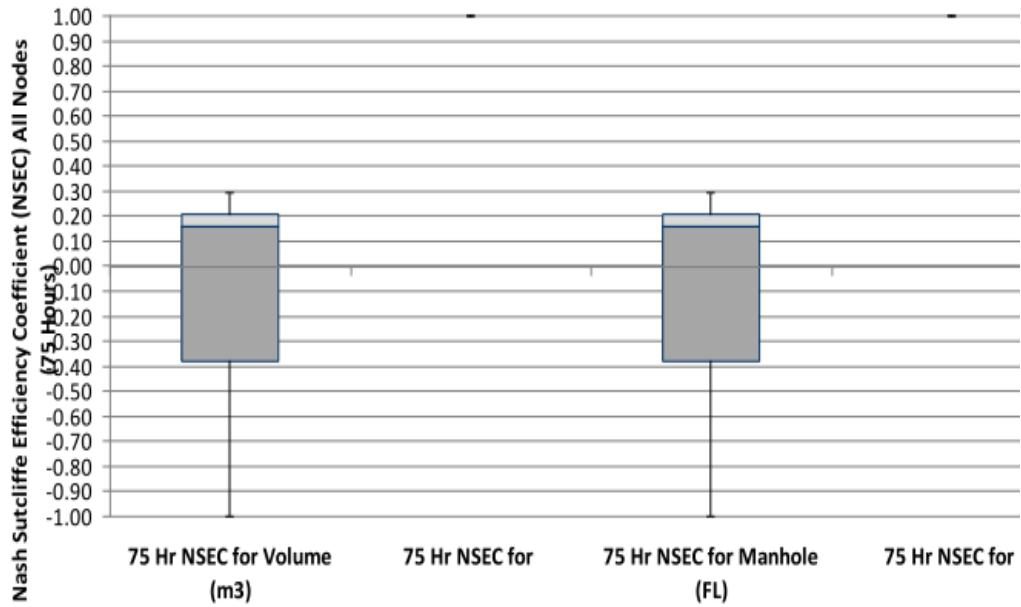 Nash Sutcliffe Efficiency Coefficient (NSEC) All Nodes
(75 Hours)
1.00
0.90
0.80
0.70
0.60
0.50
0.40
0.30
0.20
0.10
0.00
0.10
0.20
0.30
-0.40
-0.50
-0.60
-0.70
-0.80
-0.90
-1.00
75 Hr NSEC for Volume
(m3)
75 Hr NSEC for
75 Hr NSEC for Manhole
(FL)
75 Hr NSEC for